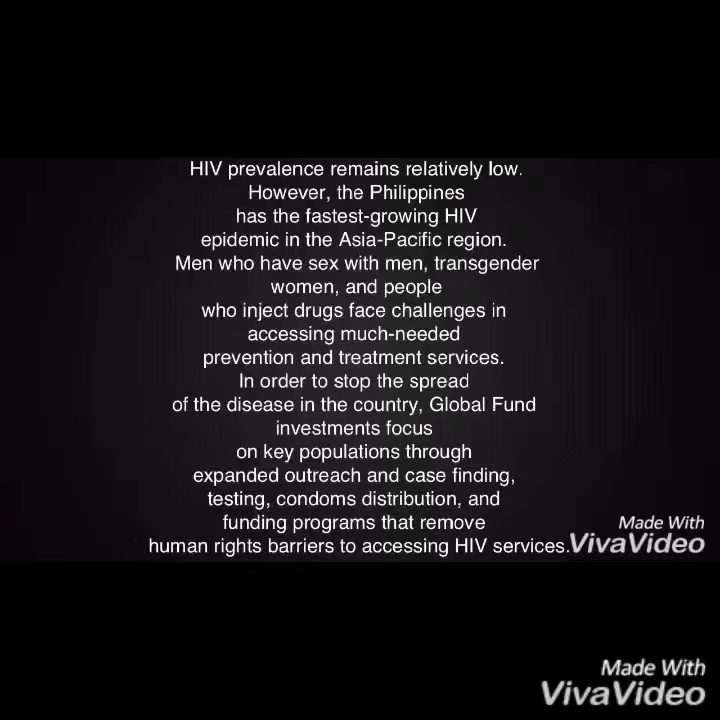 HIV prevalence remains relatively low.
However, the Philippines
has the fastest-growing HIV
epidemic in the Asia-Pacific region.
Men who have sex with men, transgender
women, and people
who inject drugs face challenges in
accessing much-needed
prevention and treatment services.
In order to stop the spread
of the disease in the country, Global Fund
investments focus
on key populations through
expanded outreach and case finding,
testing, condoms distribution, and
funding programs that remove
human rights barriers to accessing HIV services.
Made With
VivaVideo
Made With
VivaVideo